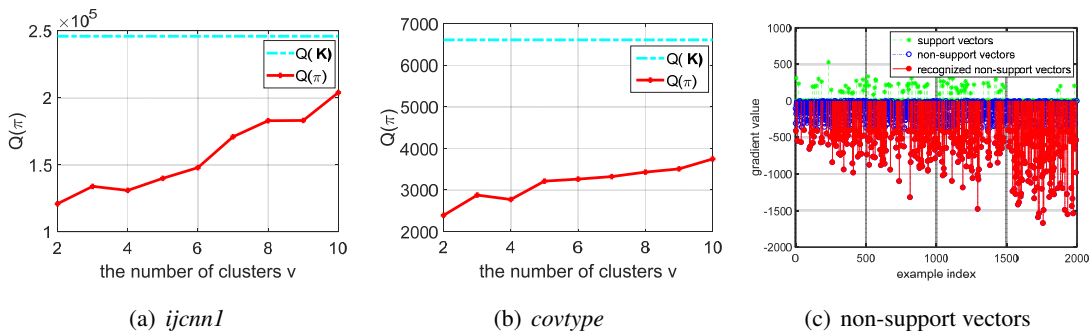 ×10^5
2.5
2
1.5
1
Q(π)
Q( K)
Q(π)
2 4 6 8 10
the number of clusters v
(a) ijcnn1
7000
6000
5000
4000
3000
2000
Q(π)
Q( K)
Q(π)
2 4 6 8 10
the number of clusters v
(b) covtype
1000
500
0
-500
-1000
-1500
-2000
gradient value
support vectors
non-support vectors
recognized non-support vectors
0 500 1000 1500 2000
example index
(c) non-support vectors